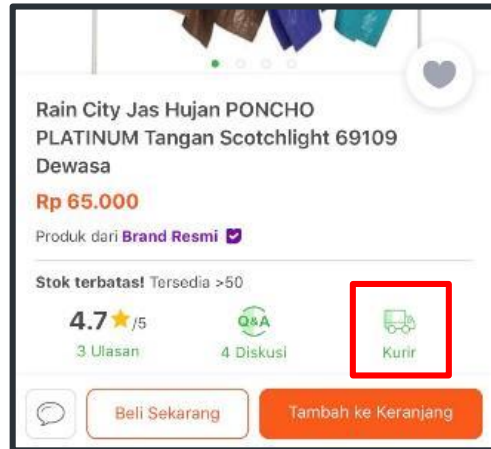 Rain City Jas Hujan PONCHO
PLATINUM Tangan Scotchlight 69109
Dewasa
Rp 65.000
Produk dari Brand Resmi
Stok terbatas! Tersedia >50
4.7 /5
Q&A
3 Ulasan
4 Diskusi
Kurir
Beli Sekarang
Tambah ke Keranjang